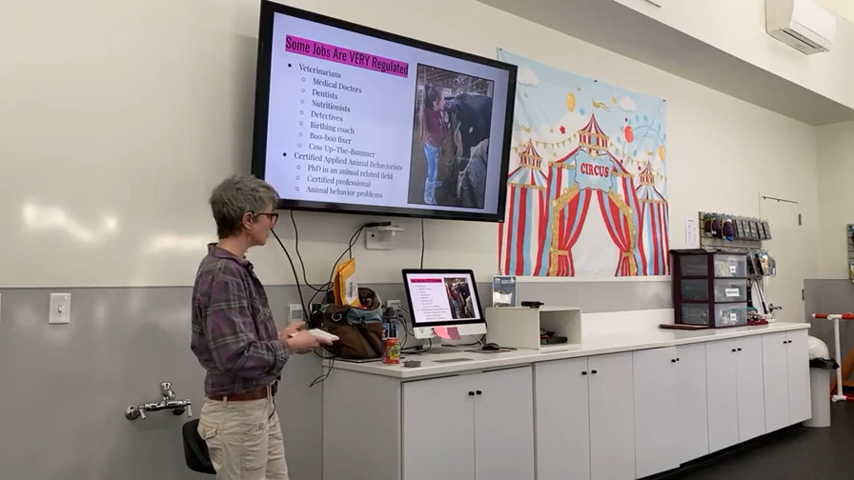 Some Jobs Are VERY Regulated
Veterinarians
Medical Doctors
Dentists
Nutritionists
Detectives
Birthing coach
Boo-boo fixer
Cow Up-The-Bummer
Certified Applied Animal Behaviorists
PhD in an animal related field
Certified professional
Animal behavior problems
CIRCUS